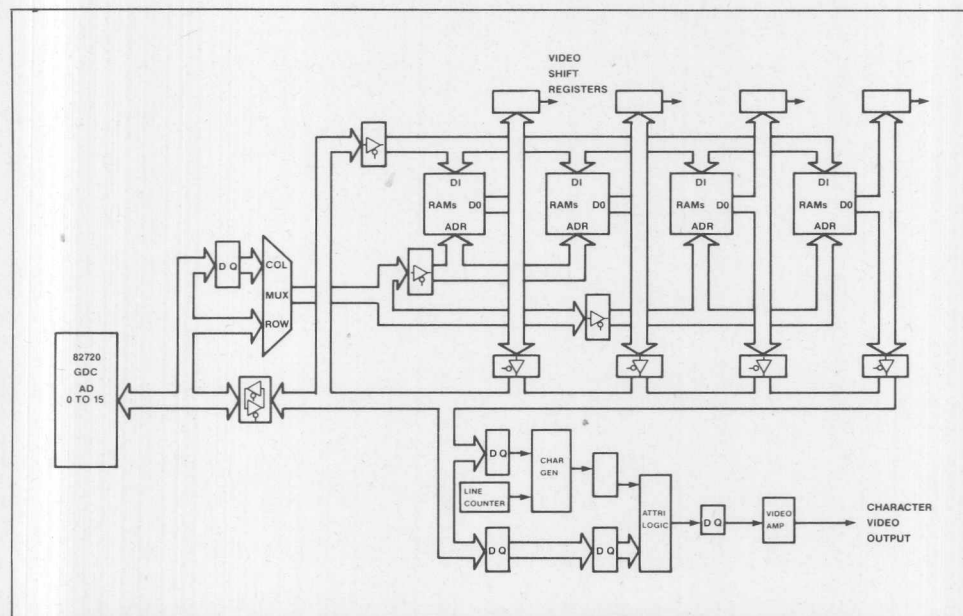 VIDEO
SHIFT
REGISTERS
DI
RAMs D0
ADR
DI
RAMs D0
ADR
DI
RAMs D0
ADR
DI
RAMs D0
ADR
D Q
COL
MUX
ROW
82720
GDC
AD
0 TO 15
D Q
CHAR
GEN
LINE
COUNTER
ATTRI
LOGIC
D Q
VIDEO
AMP
CHARACTER
VIDEO
OUTPUT
D Q
D Q